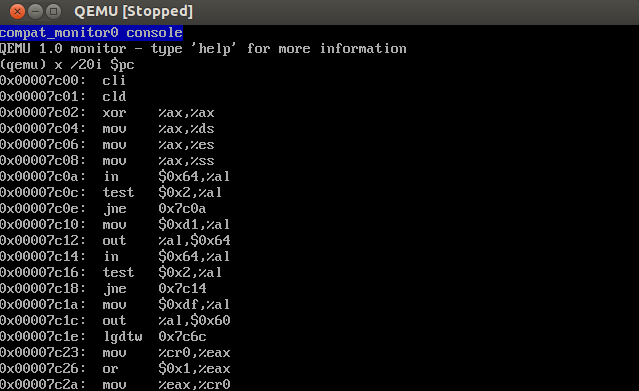 QEMU [Stopped]
compat_monitor0 console
QEMU 1.0 monitor - type 'help' for more information
(qemu) x /20i $pc
0x00007c00:  cli
0x00007c01:  cld
0x00007c02:  xor    %ax,%ax
0x00007c04:  mov    %ax,%ds
0x00007c06:  mov    %ax,%es
0x00007c08:  mov    %ax,%ss
0x00007c0a:  in     $0x64,%al
0x00007c0c:  test   $0x2,%al
0x00007c0e:  jne    0x7c0a
0x00007c10:  mov    $0xd1,%al
0x00007c12:  out    %al,$0x64
0x00007c14:  in     $0x64,%al
0x00007c16:  test   $0x2,%al
0x00007c18:  jne    0x7c14
0x00007c1a:  mov    $0xdf,%al
0x00007c1c:  out    %al,$0x60
0x00007c1e:  lgdtw  0x7c6c
0x00007c23:  mov    %cr0,%eax
0x00007c26:  or     $0x1,%eax
0x00007c2a:  mov    %eax,%cr0